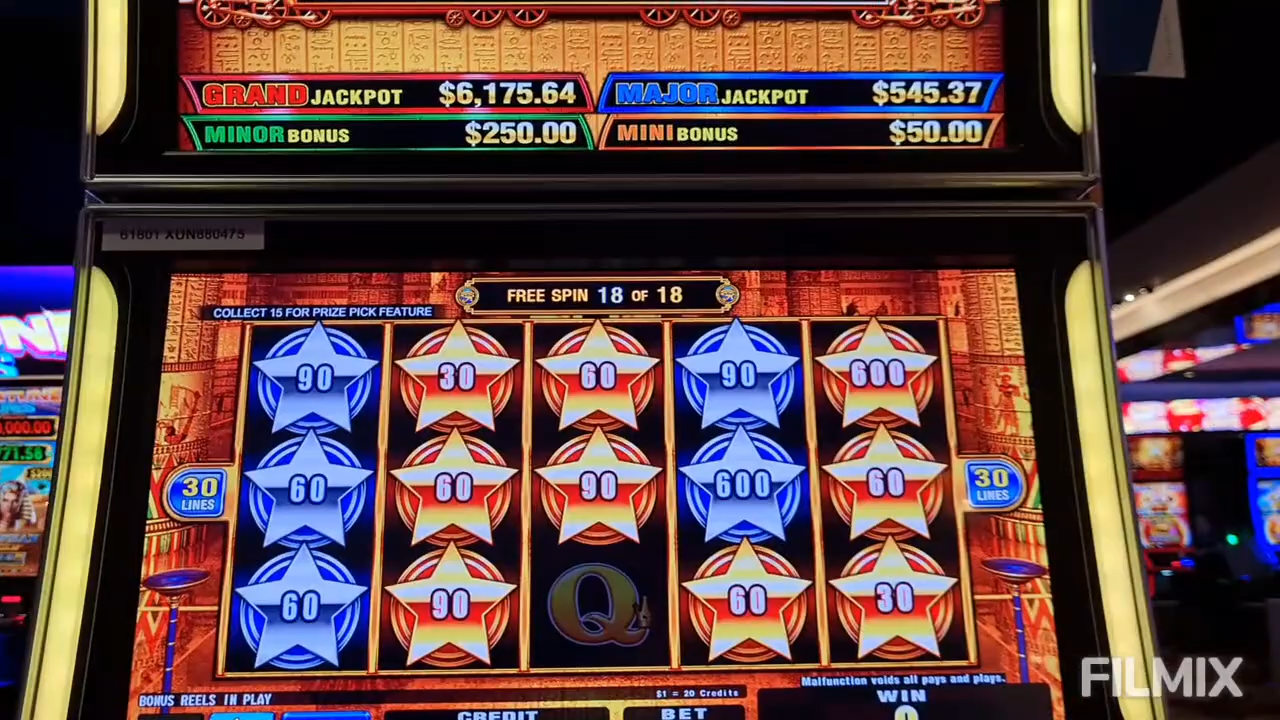 GRAND JACKPOT $6,175.64 MAJOR JACKPOT $545.37
MINOR BONUS $250.00 MINI BONUS $50.00
61801 XUN880475
FREE SPIN 18 OF 18
COLLECT 15 FOR PRIZE PICK FEATURE
90 30 60 90 600
30 LINES
60 60 90 600 60
30 LINES
60 90 Q 60 30
BONUS REELS IN PLAY
$1 = 20 Credits
Malfunction voids all pays and plays.
CREDIT
BET
WIN
0
FILMIX